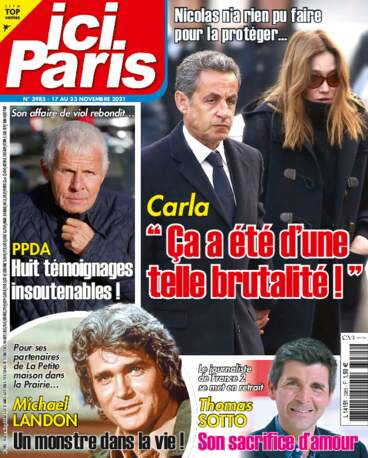 TOP
ici
Paris
N° 3985 - 17 AU 23 NOVEMBRE 2021
Nicolas n'a rien pu faire
pour la protéger...
Son affaire de viol rebondit...
PPDA
Huit témoignages
insoutenables !
Carla
“ Ça a été d'une
telle brutalité ! ”
Pour ses
partenaires
de La Petite
maison dans
la Prairie...
Michael
LANDON
Un monstre dans la vie !
Le journaliste
de France 2
se met en retrait
Thomas
SOTTO
Son sacrifice d'amour